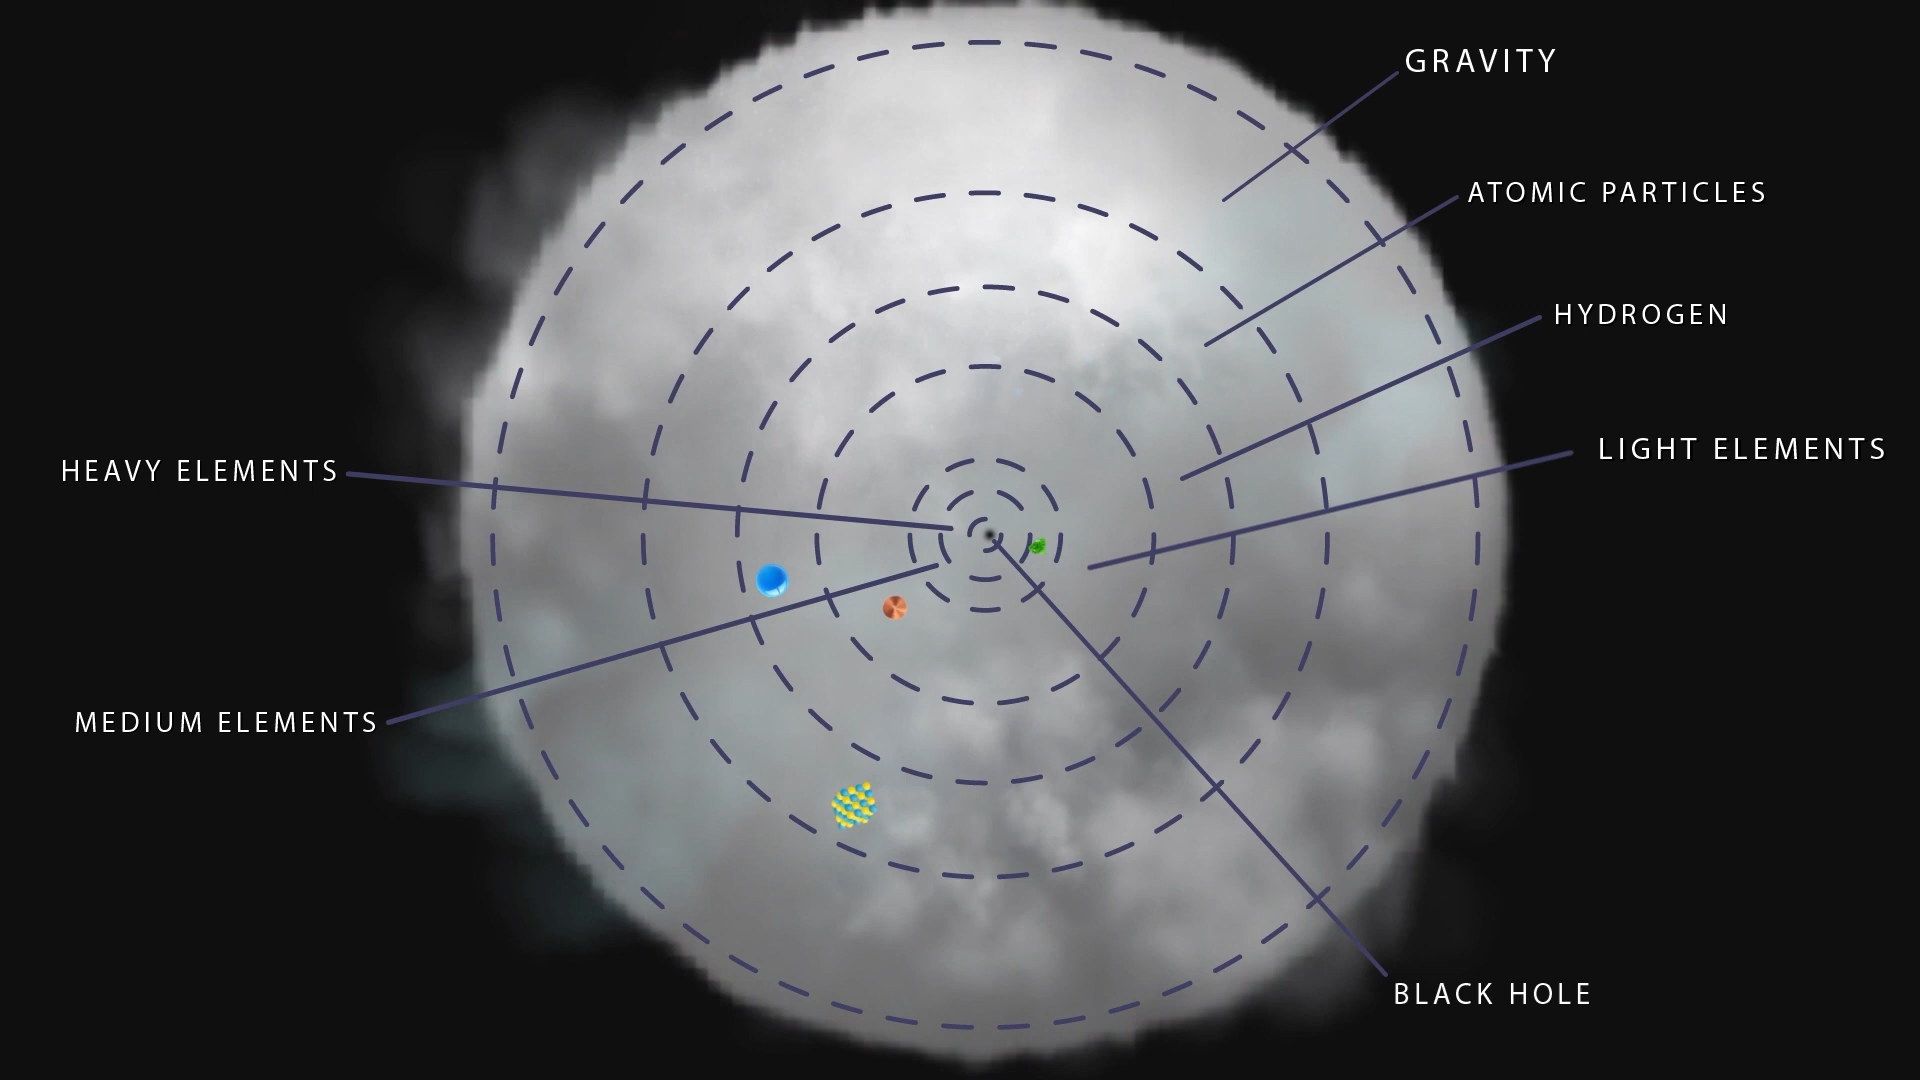 GRAVITY
ATOMIC PARTICLES
HYDROGEN
LIGHT ELEMENTS
HEAVY ELEMENTS
MEDIUM ELEMENTS
BLACK HOLE